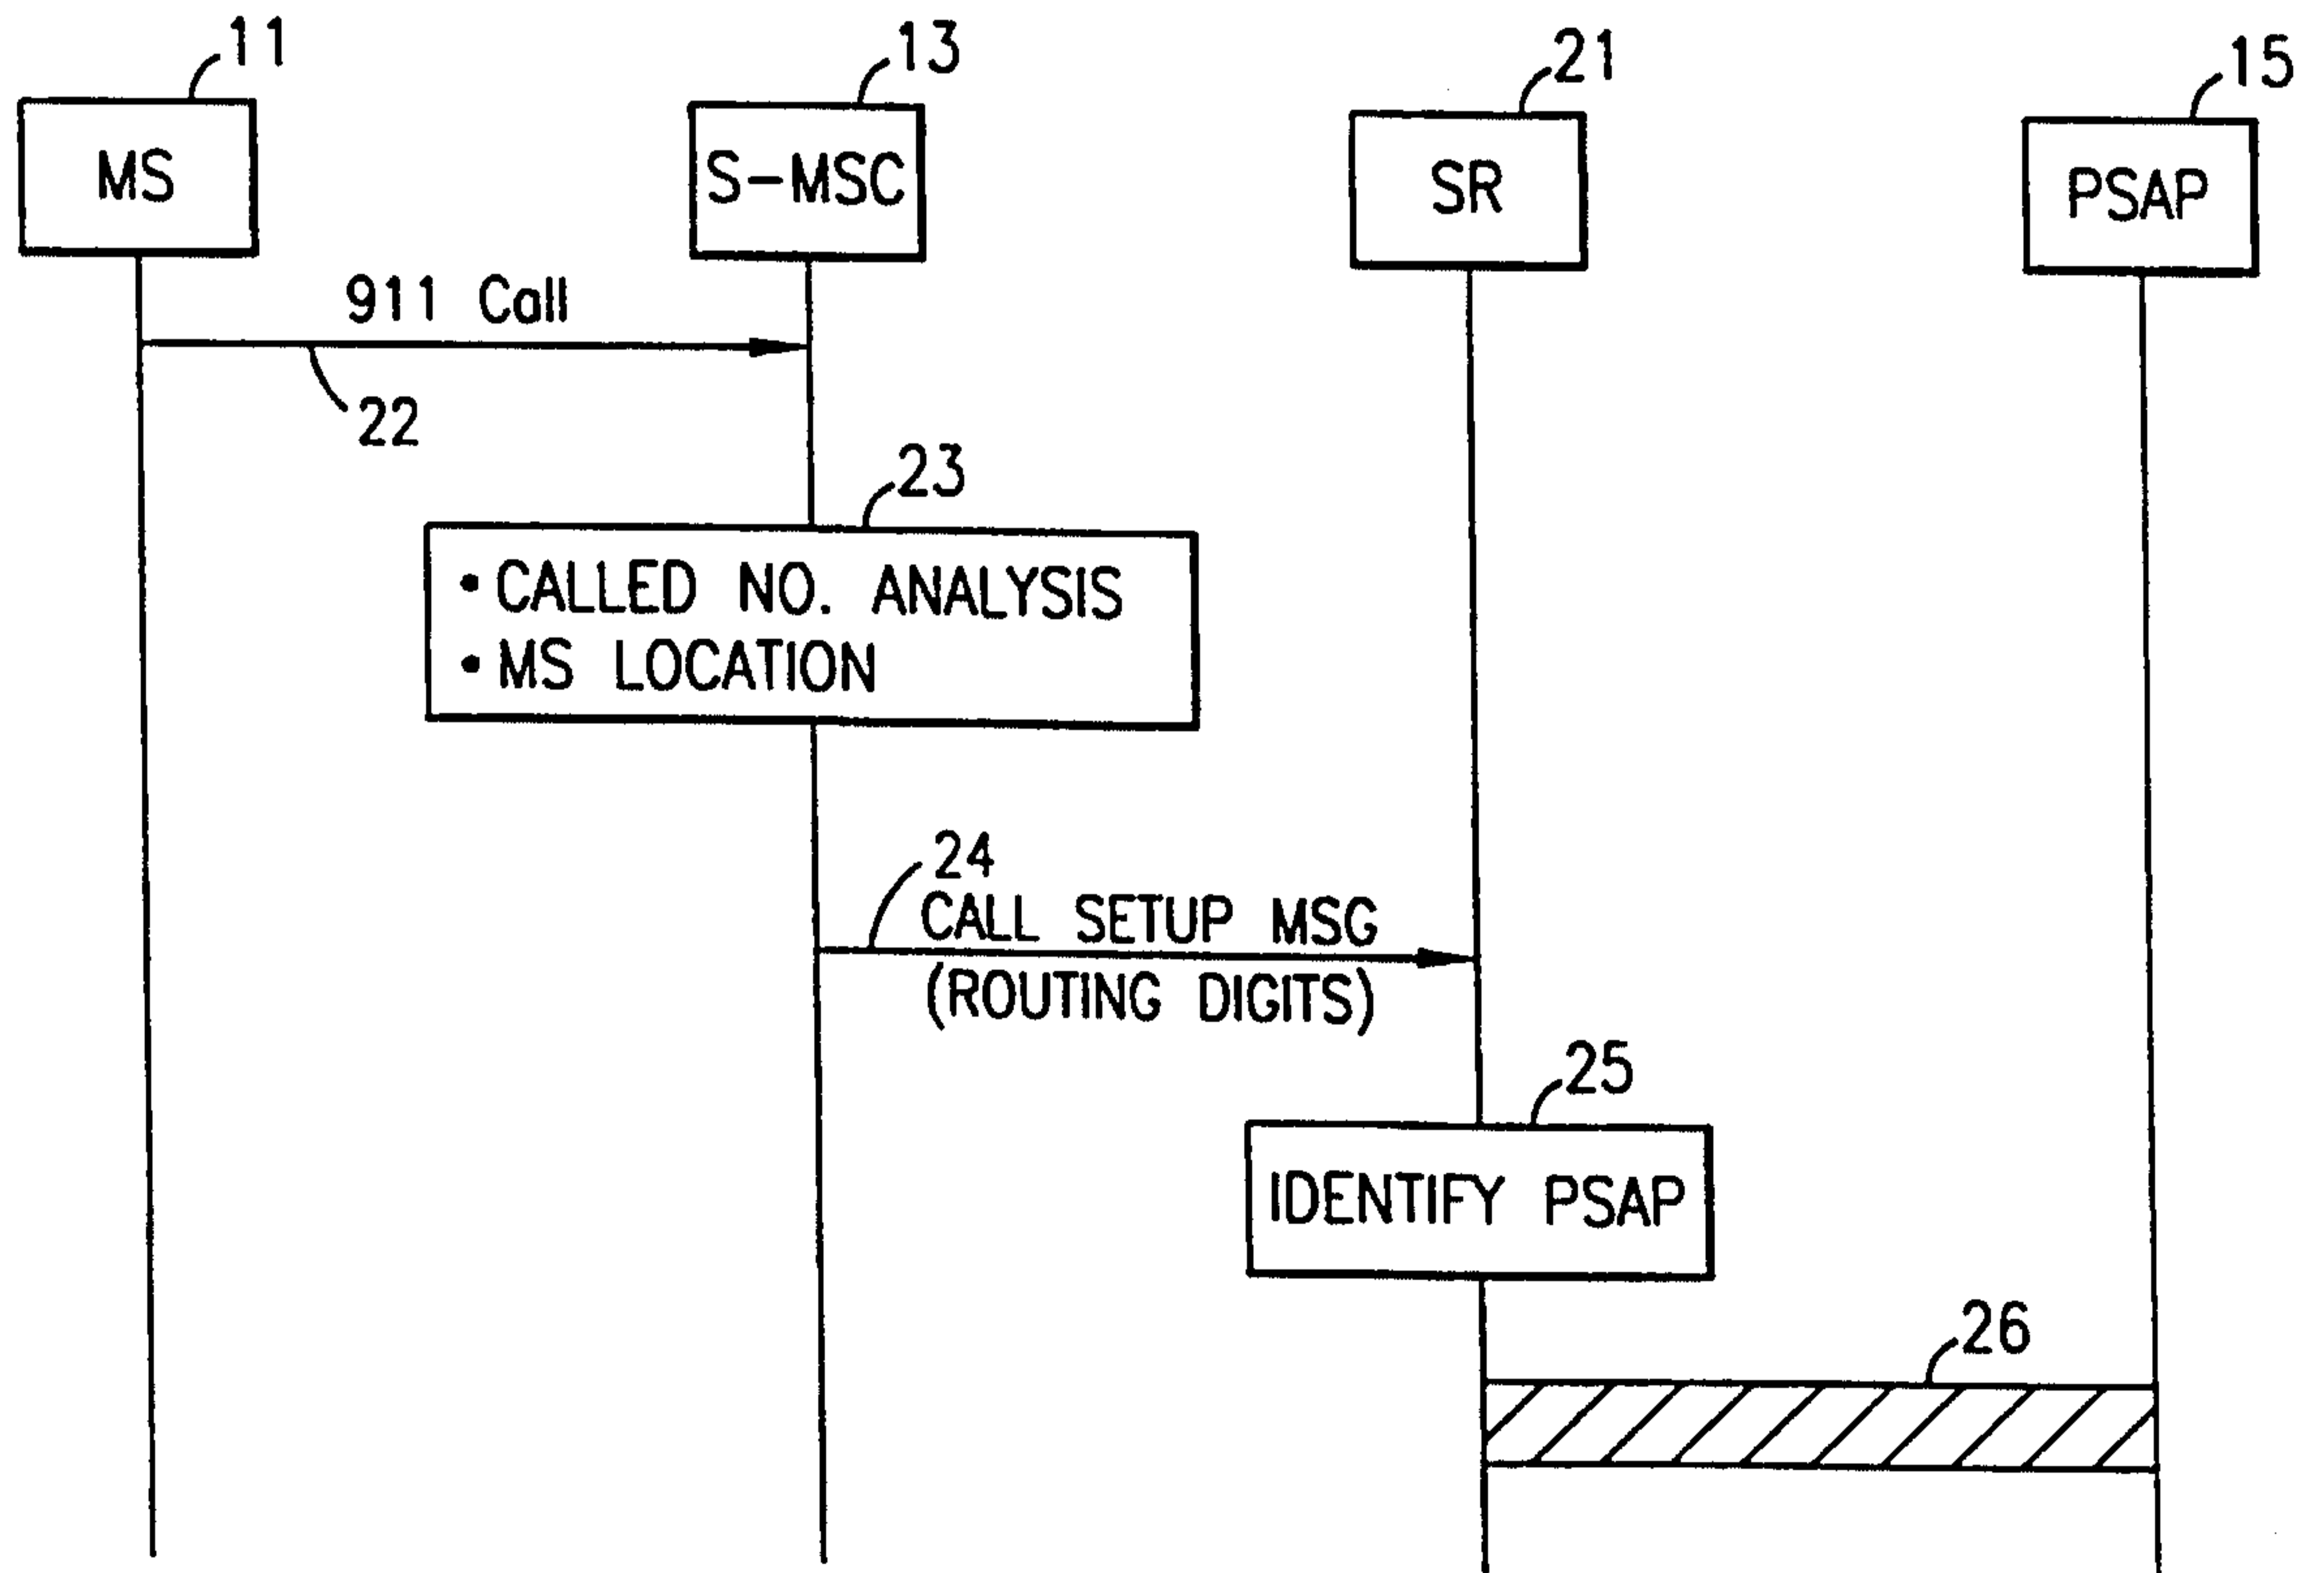 11
13
21
15
MS
S-MSC
SR
PSAP
911 Call
22
23
• CALLED NO. ANALYSIS
• MS LOCATION
24
CALL SETUP MSG
(ROUTING DIGITS)
25
IDENTIFY PSAP
26